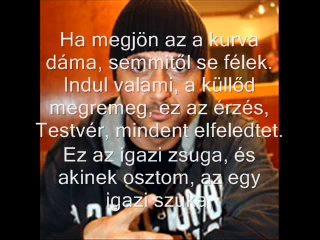 Ha megjön az a kurva
dáma, semmitől se félek.
Indul valami, a küllőd
megremeg, ez az érzés,
Testvér, mindent elfeledtet.
Ez az igazi zsuga, és
akinek osztom, az egy
igazi szuka